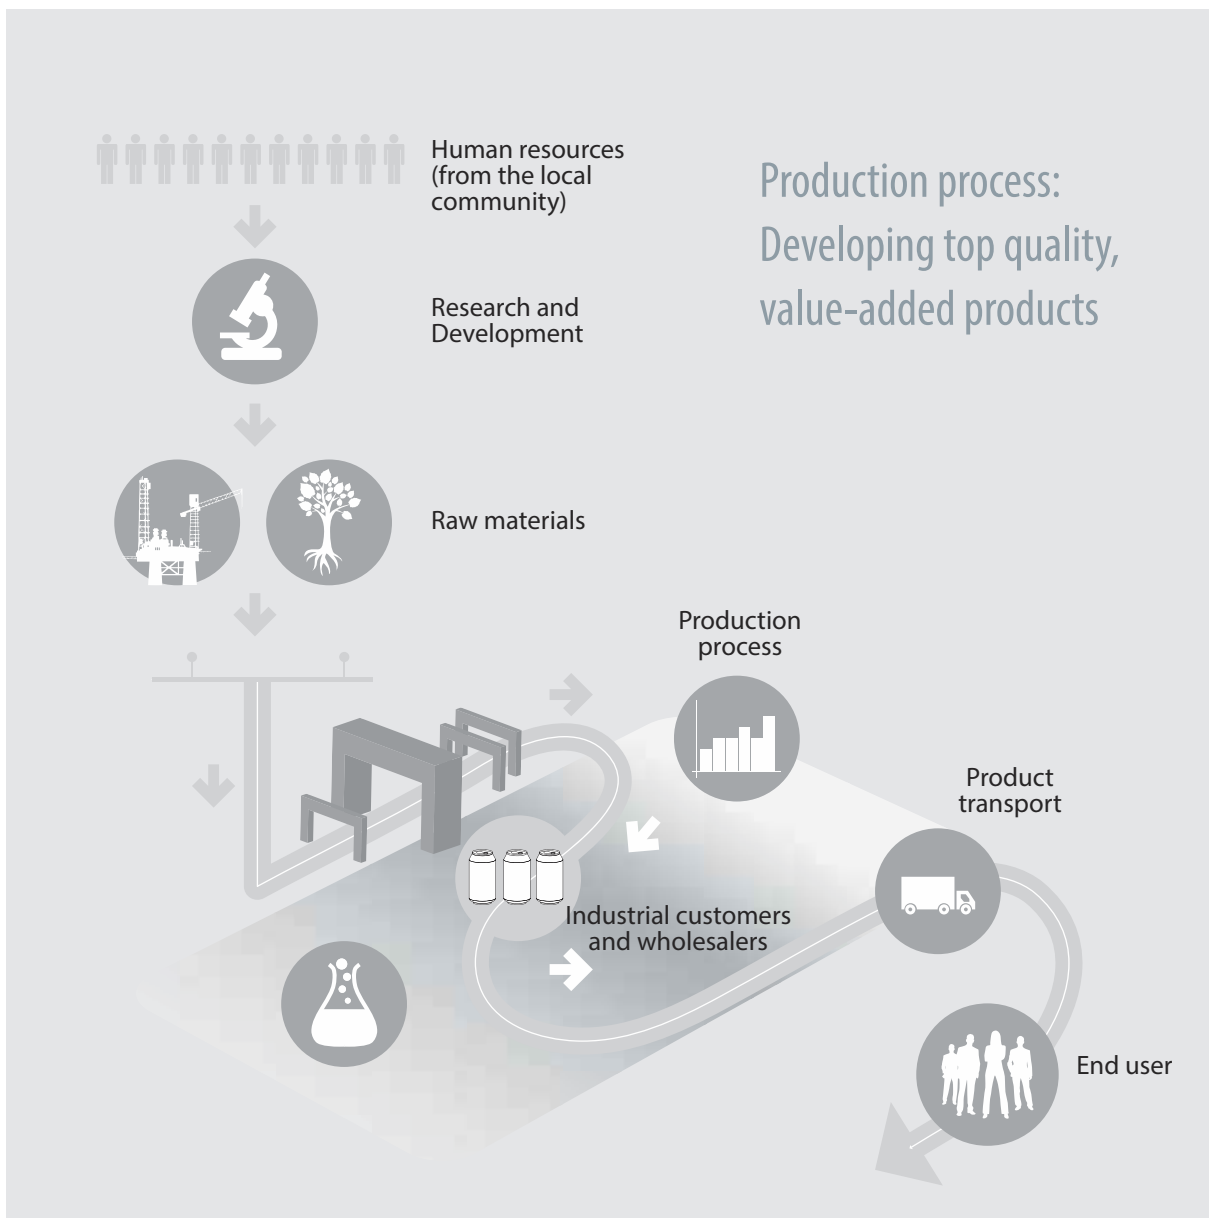 Human resources
(from the local
community)
Production process:
Developing top quality,
value-added products
Research and
Development
Raw materials
Production
process
Product
transport
Industrial customers
and wholesalers
End user